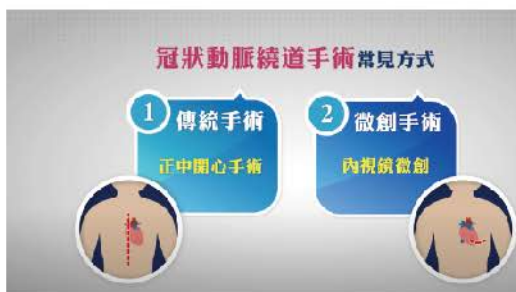 冠狀動脈繞道手術常見方式
1 傳統手術
正中開心手術
2 微創手術
內視鏡微創